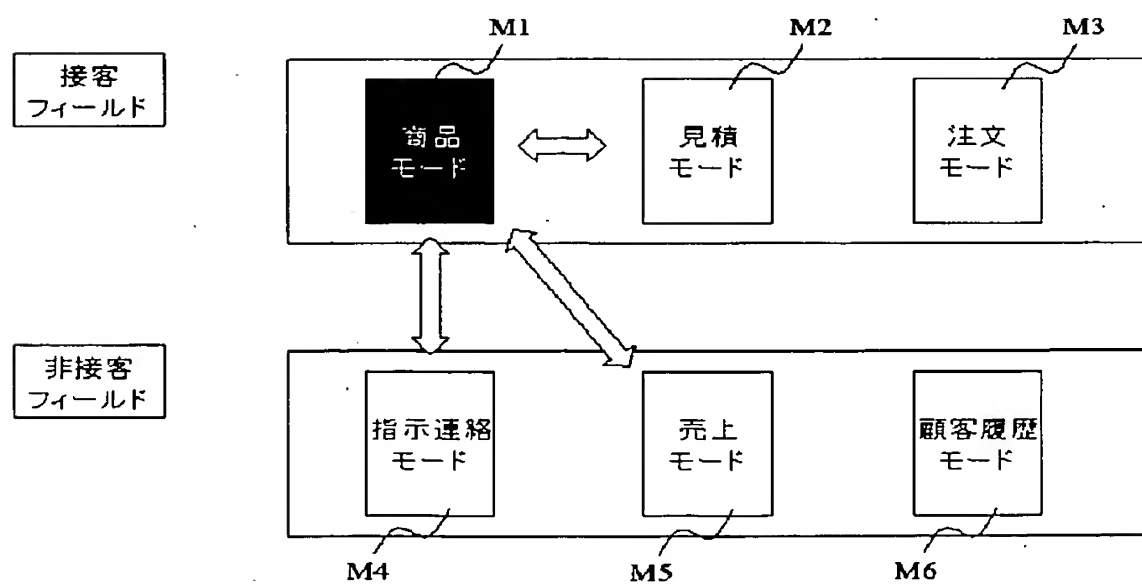 M1
M2
M3
接客
フィールド
商品
モード
見積
モード
注文
モード
非接客
フィールド
指示連絡
モード
売上
モード
顧客履歴
モード
M4
M5
M6